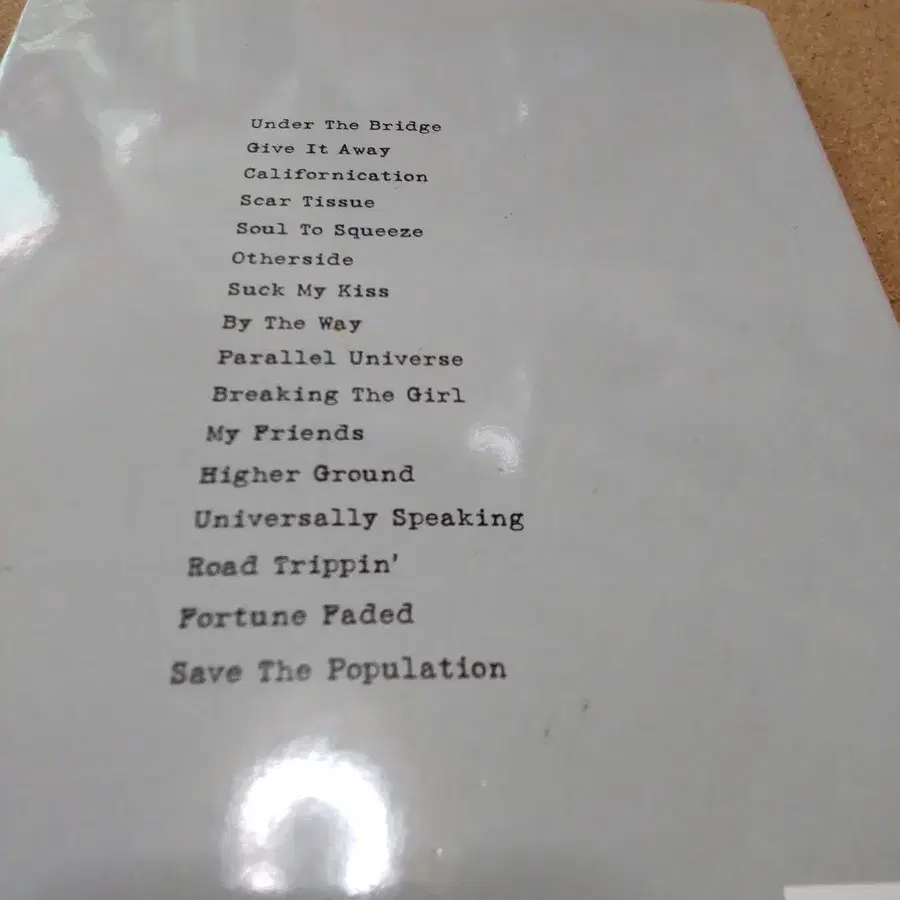 Under The Bridge
Give It Away
Californication
Scar Tissue
Soul To Squeeze
Otherside
Suck My Kiss
By The Way
Parallel Universe
Breaking The Girl
My Friends
Higher Ground
Universally Speaking
Road Trippin'
Fortune Faded
Save The Population